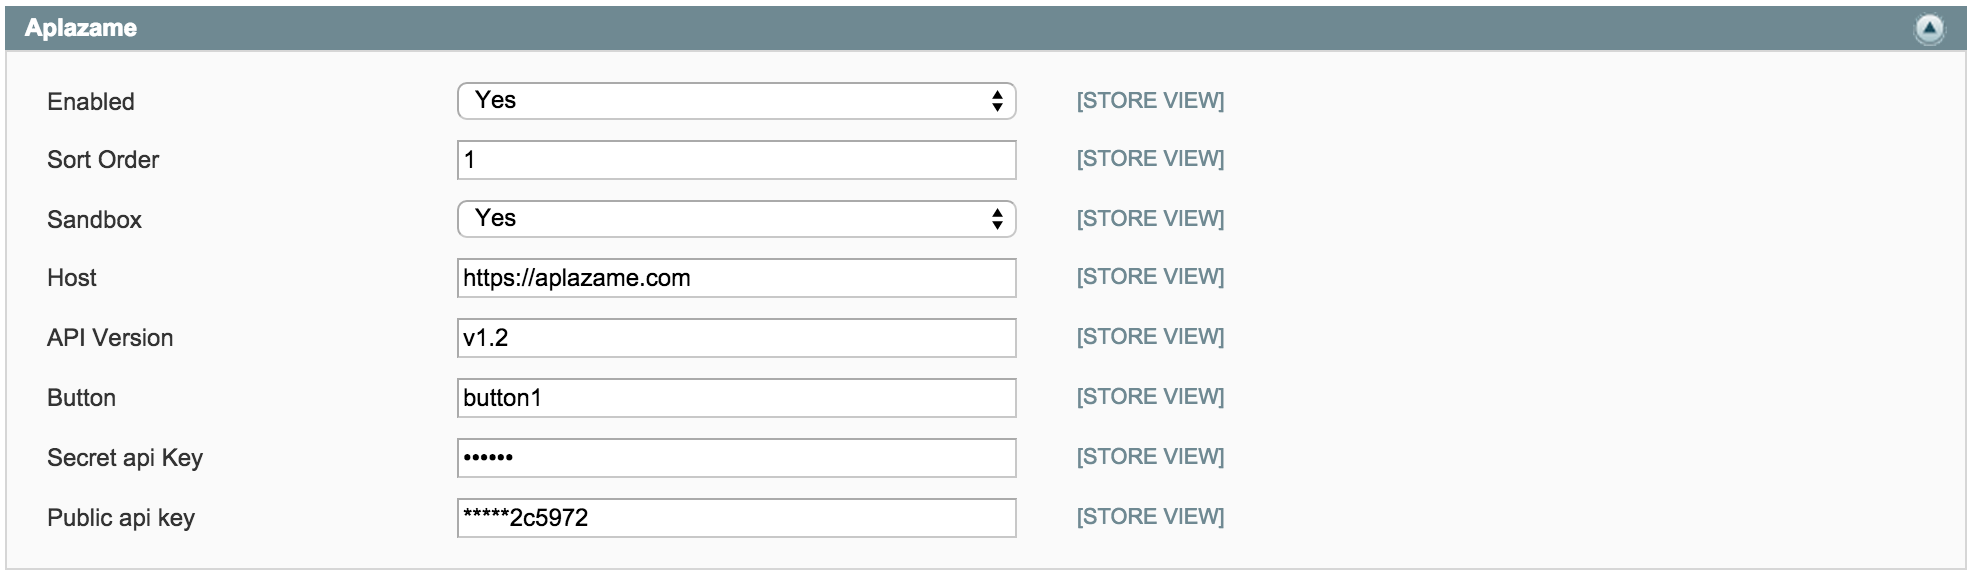 Aplazame
Enabled Yes [STORE VIEW]
Sort Order 1 [STORE VIEW]
Sandbox Yes [STORE VIEW]
Host https://aplazame.com [STORE VIEW]
API Version v1.2 [STORE VIEW]
Button button1 [STORE VIEW]
Secret api Key •••••• [STORE VIEW]
Public api key *****2c5972 [STORE VIEW]